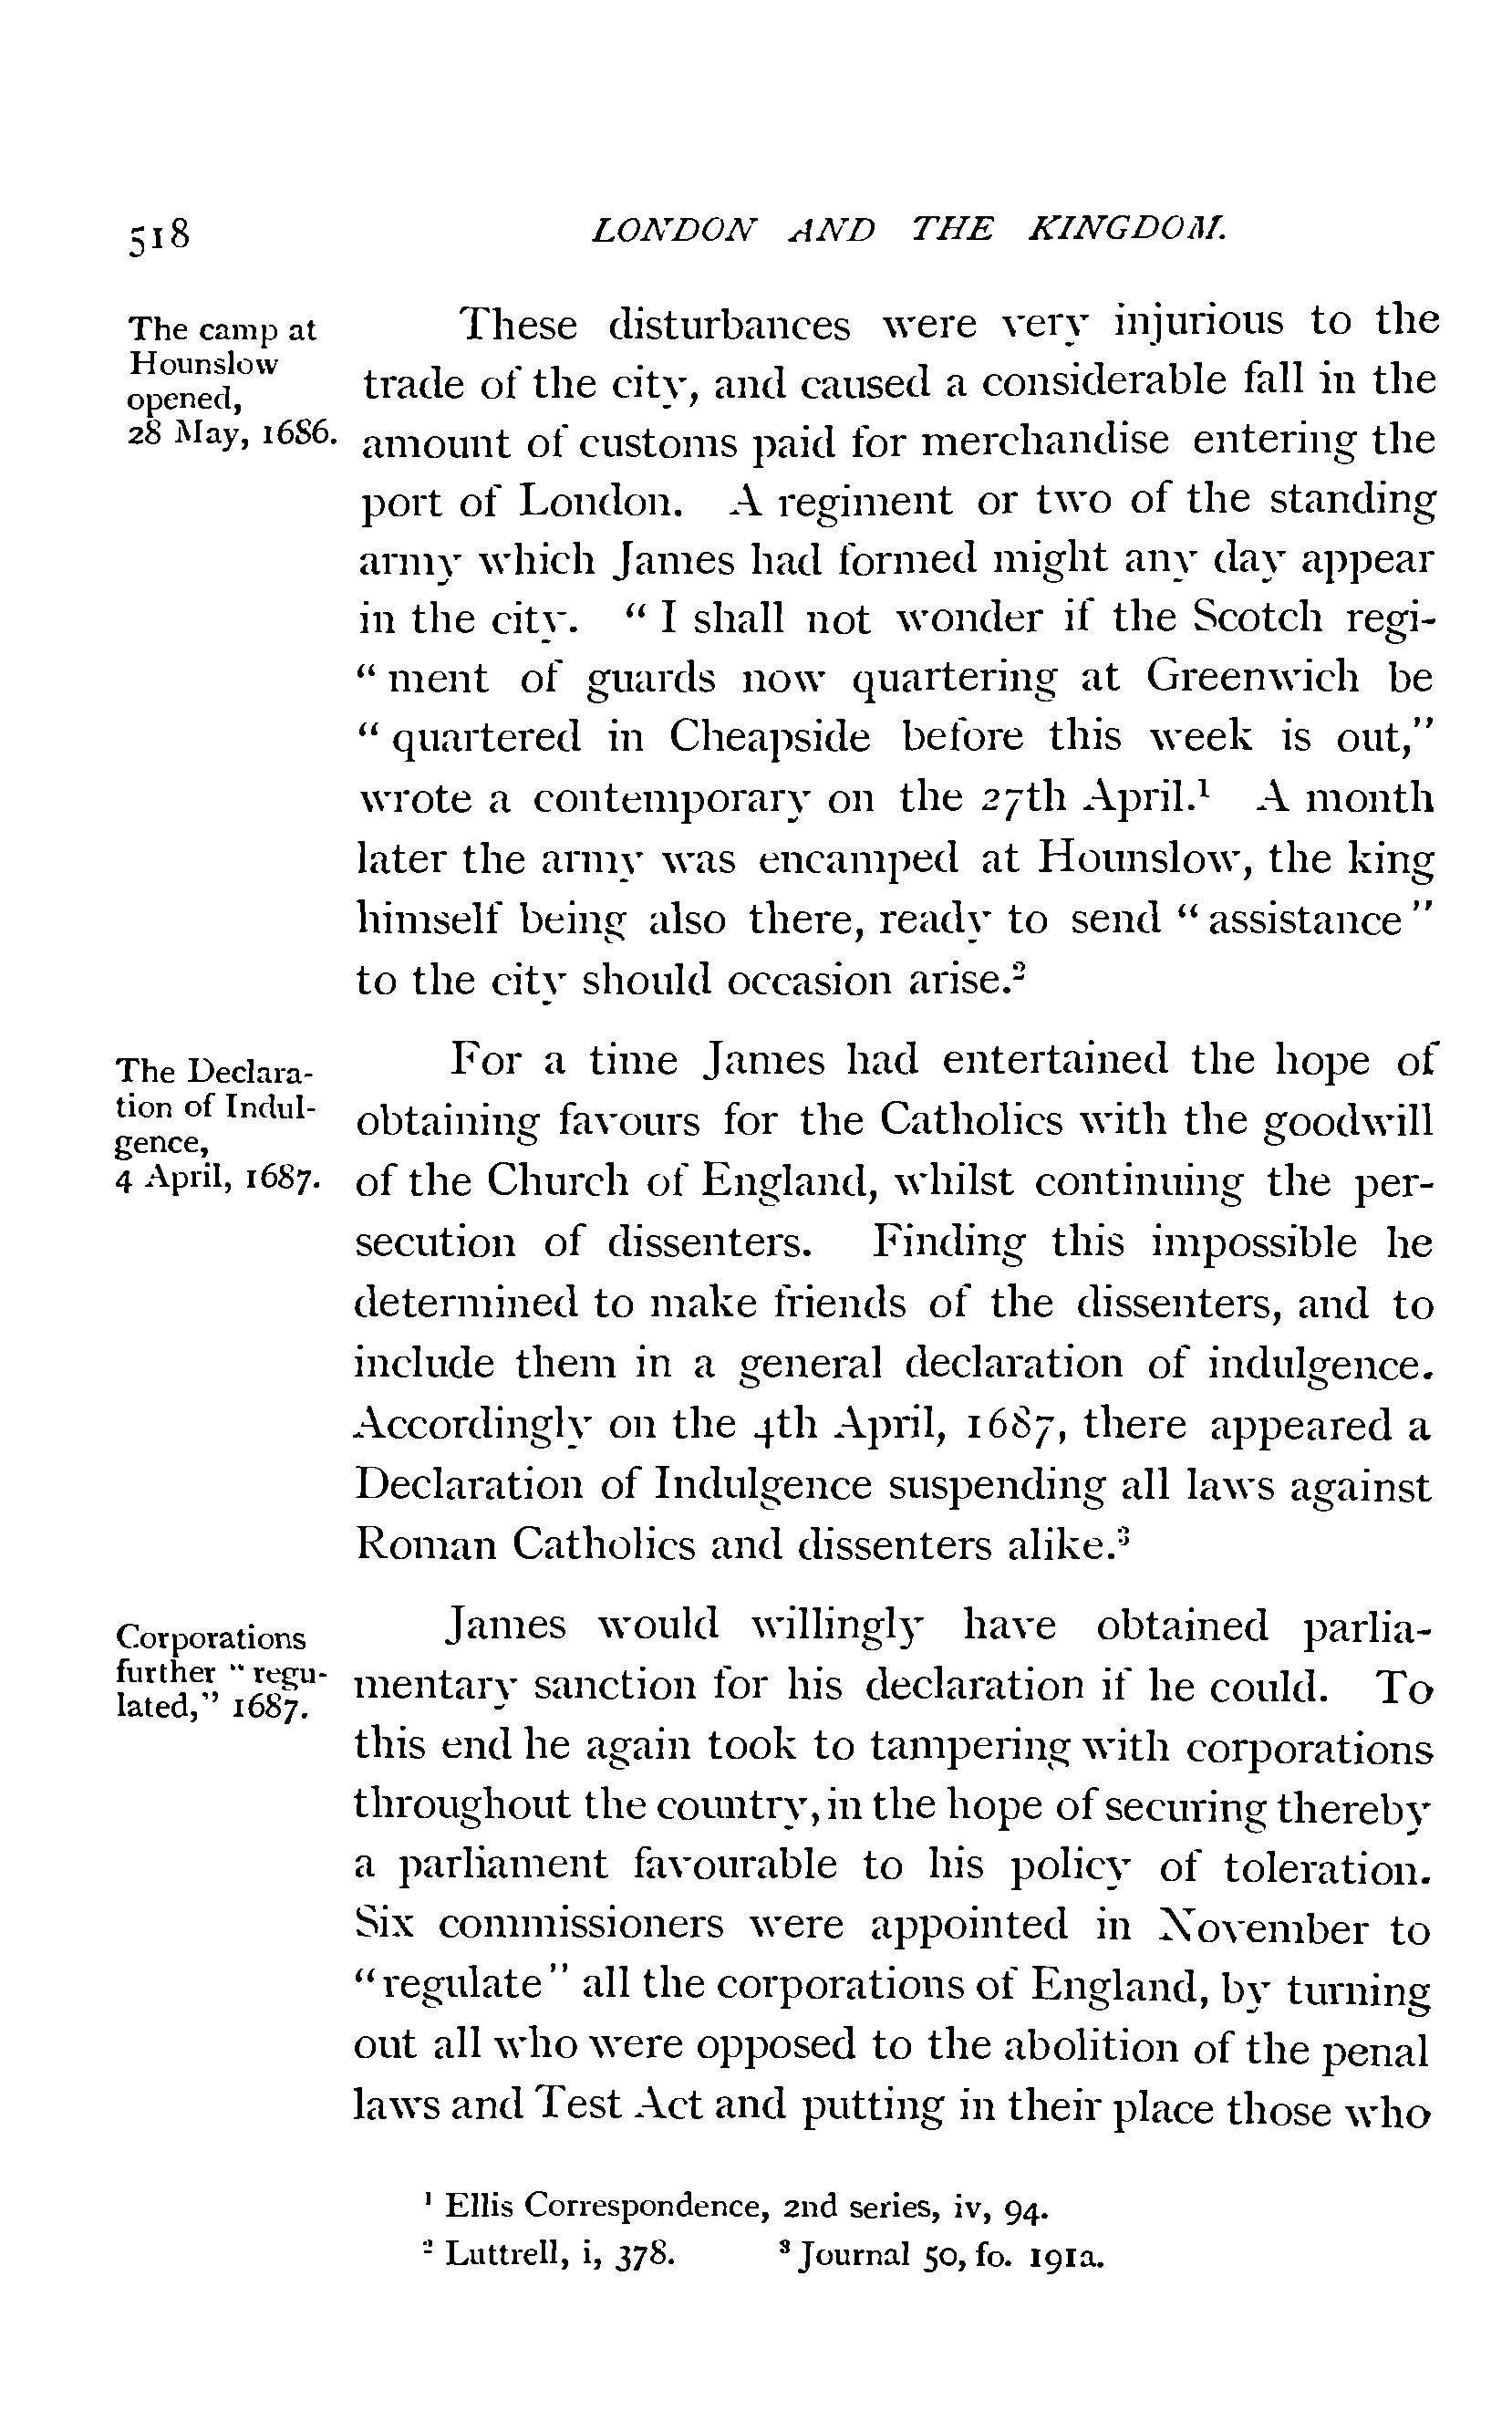 518 LONDON AND THE KINGDOM.
The camp at
Hounslow
opened,
28 May, 1686.
These disturbances were very injurious to the
trade of the city, and caused a considerable fall in the
amount of customs paid for merchandise entering the
port of London. A regiment or two of the standing
army which James had formed might any day appear
in the city. " I shall not wonder if the Scotch regi-
" ment of guards now quartering at Greenwich be
" quartered in Cheapside before this week is out,"
wrote a contemporary on the 27th April.¹ A month
later the army was encamped at Hounslow, the king
himself being also there, ready to send " assistance "
to the city should occasion arise.²
The Declara-
tion of Indul-
gence,
4 April, 1687.
For a time James had entertained the hope of
obtaining favours for the Catholics with the goodwill
of the Church of England, whilst continuing the per-
secution of dissenters. Finding this impossible he
determined to make friends of the dissenters, and to
include them in a general declaration of indulgence.
Accordingly on the 4th April, 1687, there appeared a
Declaration of Indulgence suspending all laws against
Roman Catholics and dissenters alike.³
Corporations
further " regu-
lated," 1687.
James would willingly have obtained parlia-
mentary sanction for his declaration if he could. To
this end he again took to tampering with corporations
throughout the country, in the hope of securing thereby
a parliament favourable to his policy of toleration.
Six commissioners were appointed in November to
"regulate" all the corporations of England, by turning
out all who were opposed to the abolition of the penal
laws and Test Act and putting in their place those who
¹ Ellis Correspondence, 2nd series, iv, 94.
² Luttrell, i, 378. ³ Journal 50, fo. 191a.